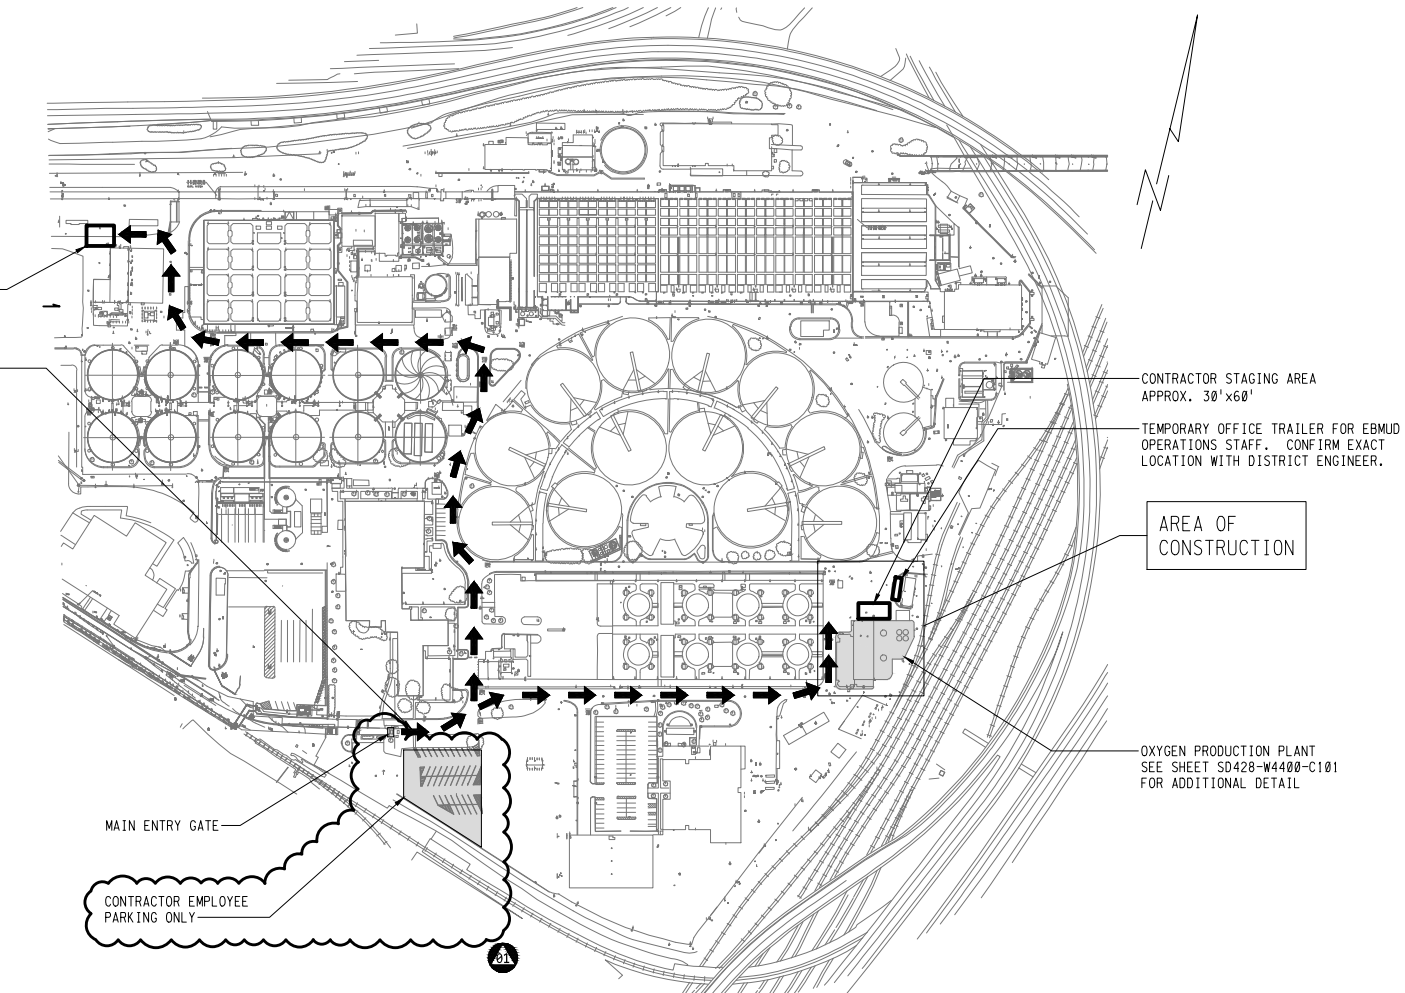 CONTRACTOR STAGING AREA
APPROX. 30'x60'
TEMPORARY OFFICE TRAILER FOR EBMUD
OPERATIONS STAFF. CONFIRM EXACT
LOCATION WITH DISTRICT ENGINEER.
AREA OF
CONSTRUCTION
OXYGEN PRODUCTION PLANT
SEE SHEET SD428-W4400-C101
FOR ADDITIONAL DETAIL
MAIN ENTRY GATE
CONTRACTOR EMPLOYEE
PARKING ONLY
01